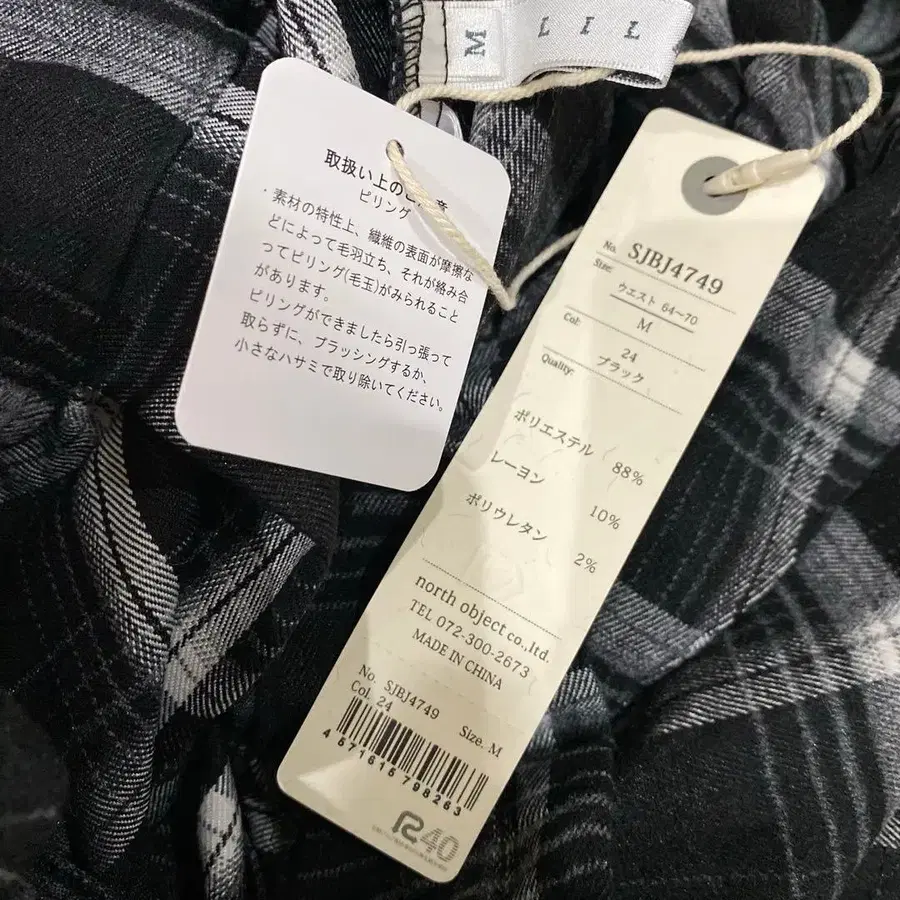 M
取扱い上のご注意
ピリング
・素材の特性上、繊維の表面が摩擦な
どによって毛羽立ち、それが絡み合
ってピリング(毛玉)がみられること
があります。
ピリングができましたら引っ張って
取らずに、ブラッシングするか、
小さなハサミで取り除いてください。
No. SJBJ4749
Size:
ウエスト 64~70
M
Col:
24
ブラック
Quality:
ポリエステル 88%
レーヨン 10%
ポリウレタン 2%
north object co.,ltd.
TEL 072-300-2673
MADE IN CHINA
No. SJBJ4749
Col. 24 Size. M
4 571615 798263
R40